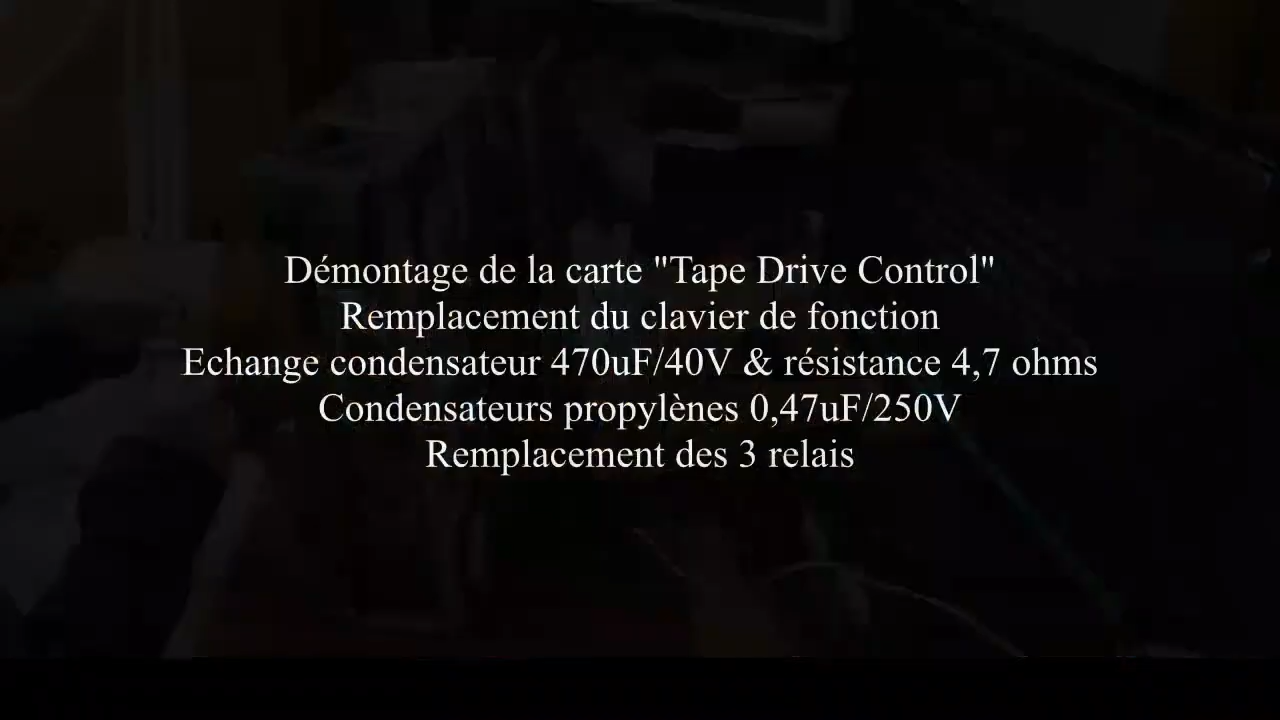 Démontage de la carte "Tape Drive Control"
Remplacement du clavier de fonction
Echange condensateur 470uF/40V & résistance 4,7 ohms
Condensateurs propylènes 0,47uF/250V
Remplacement des 3 relais